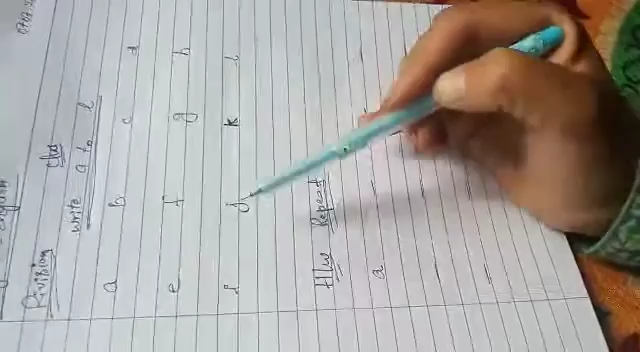 Revision C/w
write a to l
a b c d
e f g h
i j k l
H/w Repeat
a